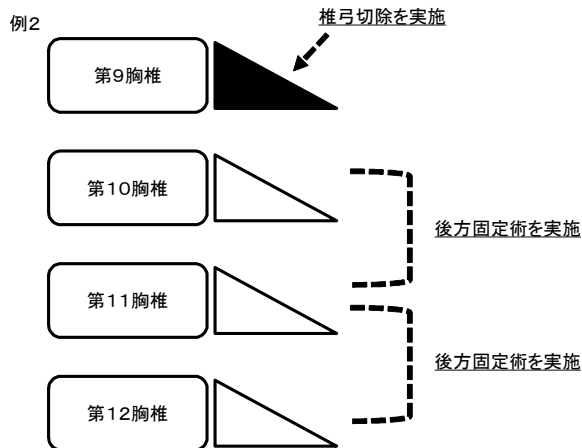 例2
椎弓切除を実施
第9胸椎
第10胸椎
後方固定術を実施
第11胸椎
後方固定術を実施
第12胸椎